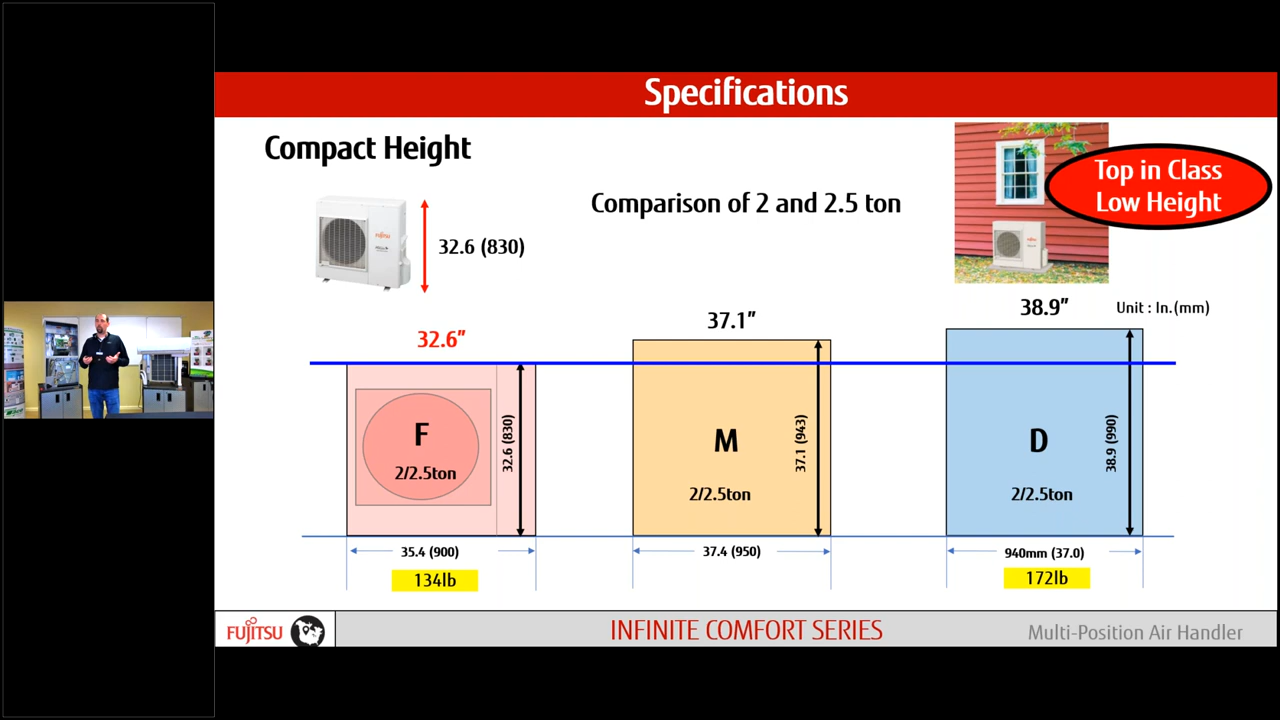 Specifications
Compact Height
Comparison of 2 and 2.5 ton
Top in Class
Low Height
FUJITSU
32.6 (830)
Unit : In.(mm)
32.6”
37.1”
38.9”
F
2/2.5ton
32.6 (830)
M
2/2.5ton
37.1 (943)
D
2/2.5ton
38.9 (990)
35.4 (900)
37.4 (950)
940mm (37.0)
134lb
172lb
FUJITSU
INFINITE COMFORT SERIES
Multi-Position Air Handler